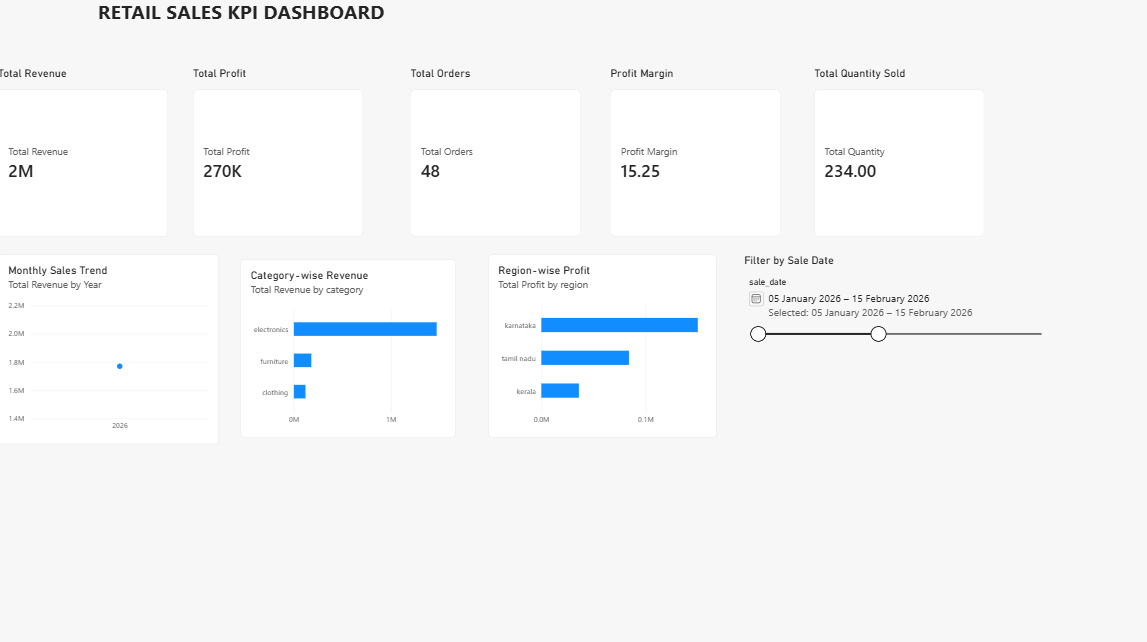 RETAIL SALES KPI DASHBOARD
Total Revenue
Total Profit
Total Orders
Profit Margin
Total Quantity Sold
Total Revenue
2M
Total Profit
270K
Total Orders
48
Profit Margin
15.25
Total Quantity
234.00
Monthly Sales Trend
Total Revenue by Year
2.2M
2.0M
1.8M
1.6M
1.4M
2026
Category-wise Revenue
Total Revenue by category
electronics
furniture
clothing
0M
1M
Region-wise Profit
Total Profit by region
karnataka
tamil nadu
kerala
0.0M
0.1M
Filter by Sale Date
sale_date
05 January 2026 – 15 February 2026
Selected: 05 January 2026 – 15 February 2026